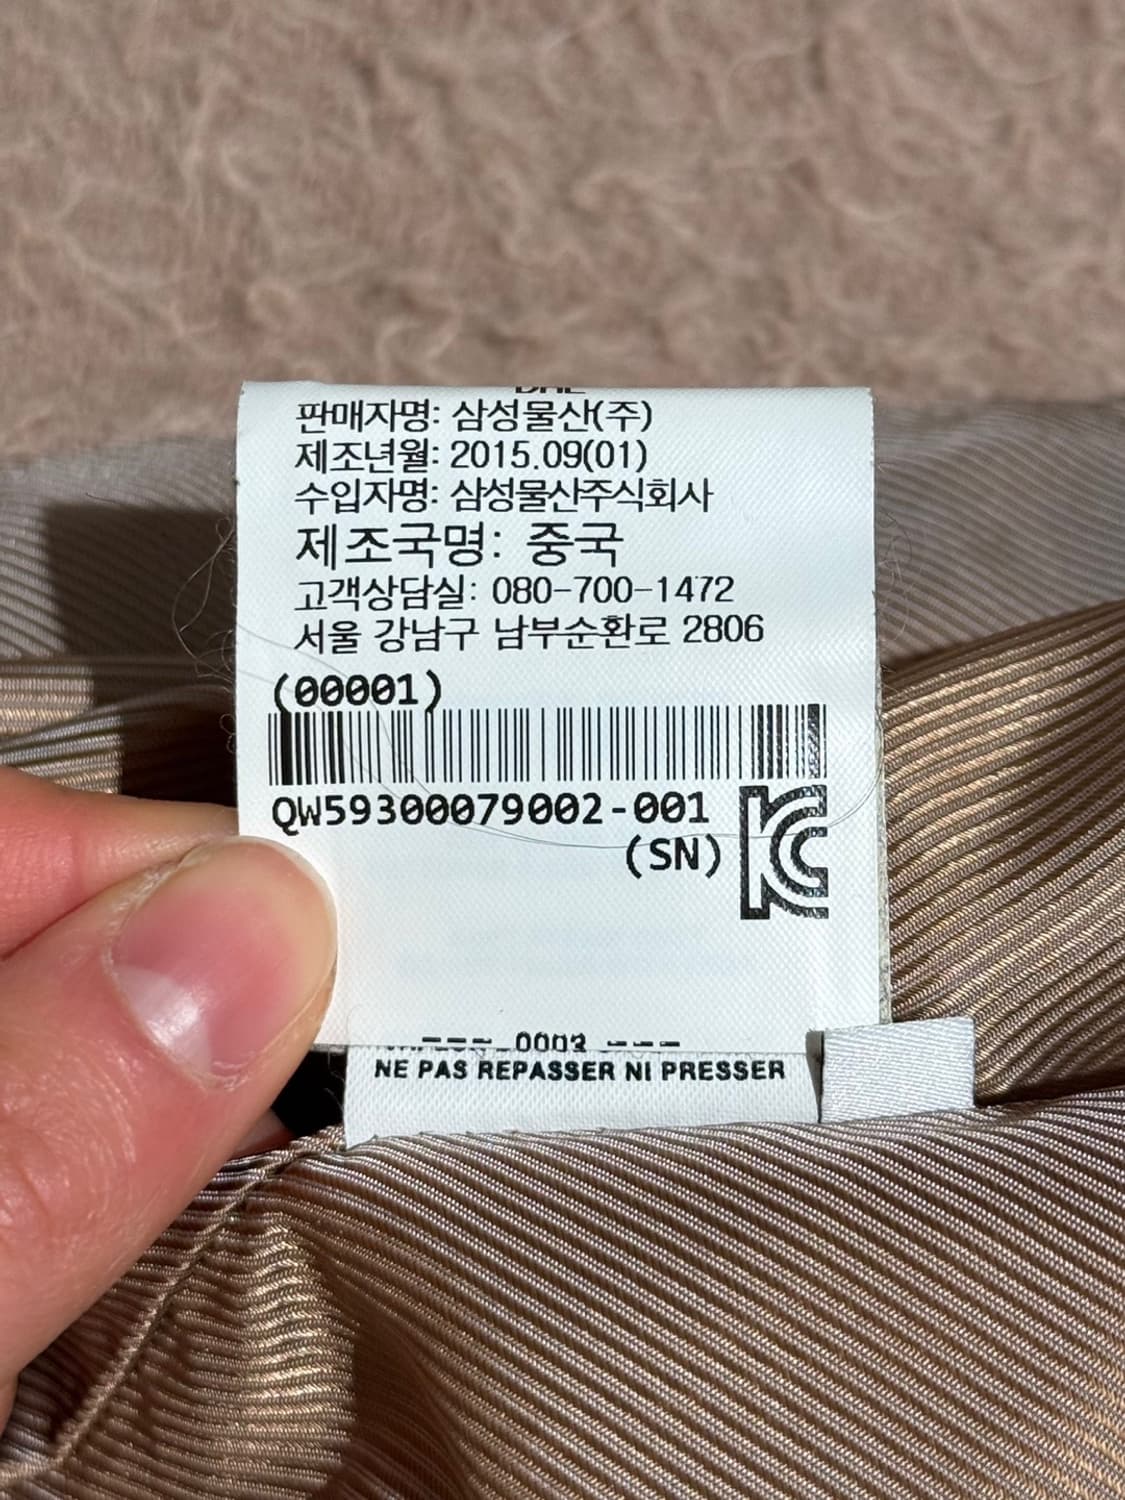 판매자명: 삼성물산(주)
제조년월: 2015.09(01)
수입자명: 삼성물산주식회사
제조국명: 중국
고객상담실: 080-700-1472
서울 강남구 남부순환로 2806
(00001)
QW59300079002-001
(SN)
KC
--- 0003 ---
NE PAS REPASSER NI PRESSER